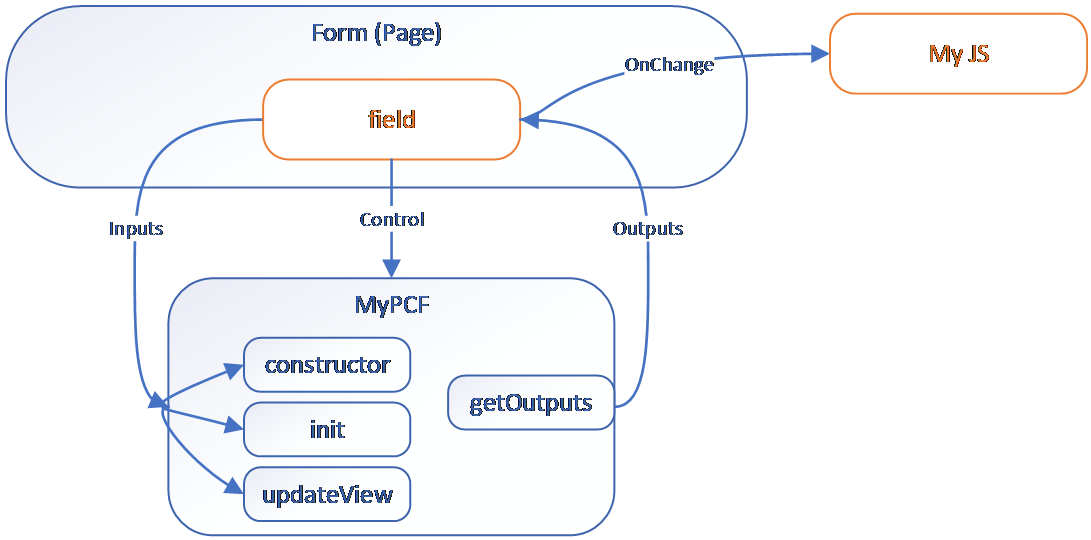 Form (Page)
My JS
OnChange
field
Inputs
Control
Outputs
MyPCF
constructor
getOutputs
init
updateView